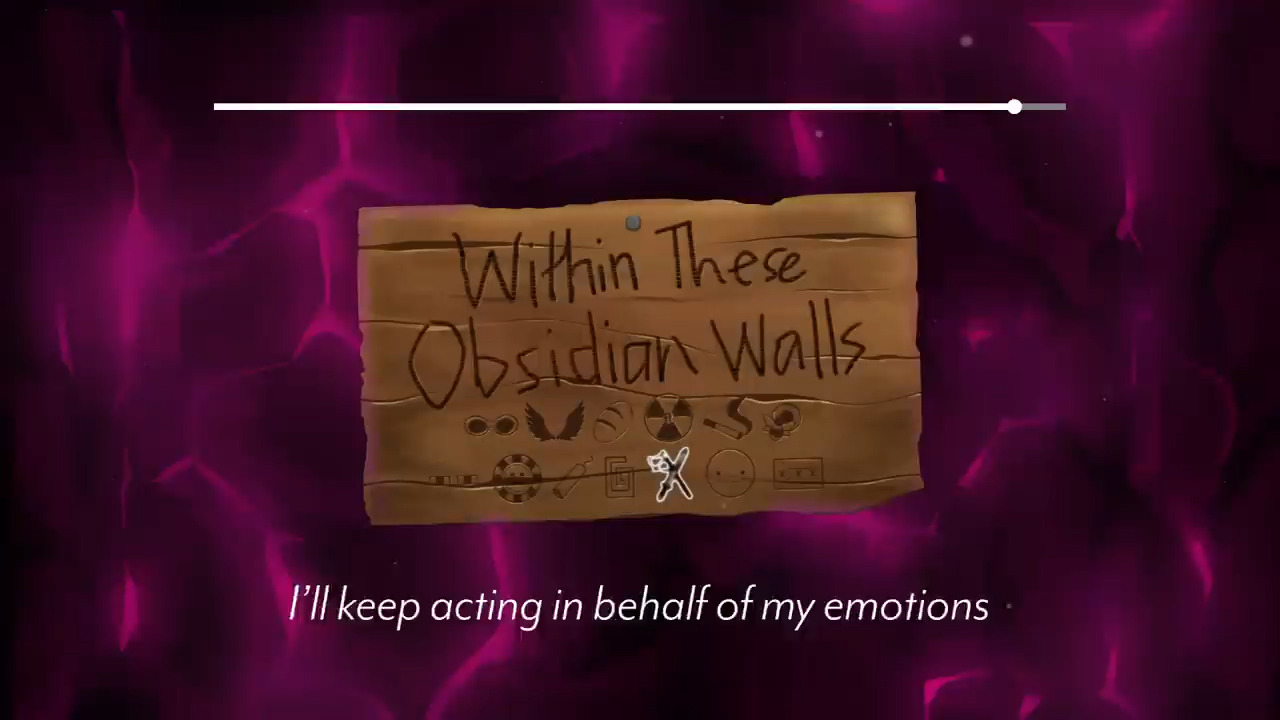 Within These
Obsidian Walls
I'll keep acting in behalf of my emotions